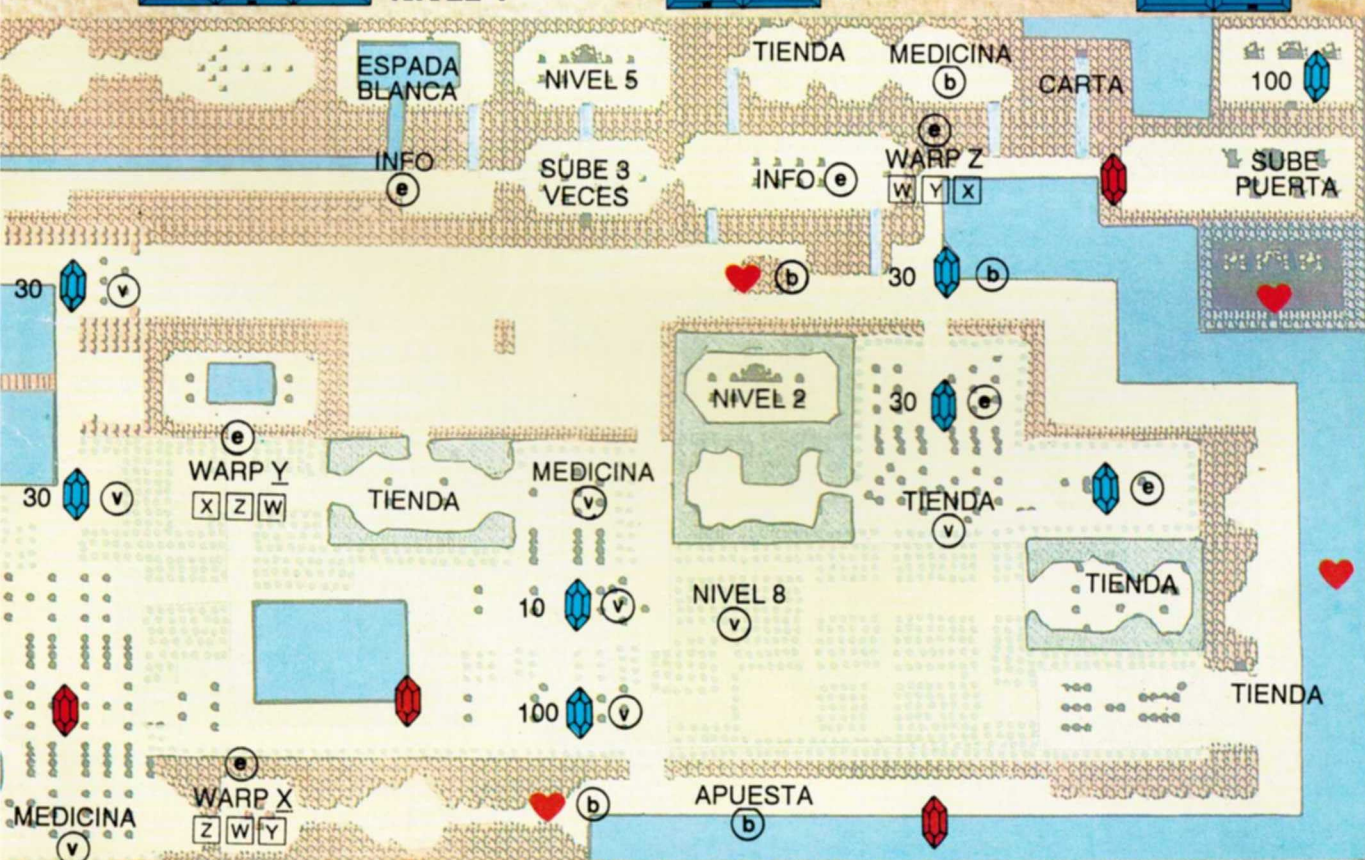 TIENDA
MEDICINA
b
ESPADA
BLANCA
NIVEL 5
CARTA
100
e
INFO
e
SUBE 3
VECES
INFO e
WARP Z
W Y X
SUBE
PUERTA
30
v
b
30
b
NIVEL 2
30
e
e
WARP Y
X Z W
30
v
TIENDA
MEDICINA
v
TIENDA
v
e
TIENDA
10
v
NIVEL 8
v
100
v
TIENDA
e
WARP X
Z W Y
MEDICINA
v
b
APUESTA
b